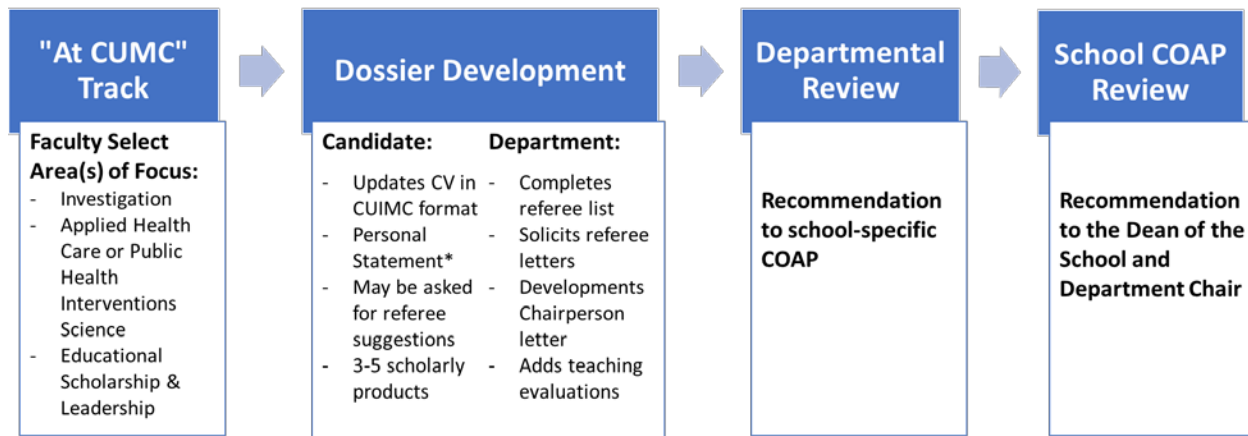 "At CUMC"
Track
Faculty Select
Area(s) of Focus:
- Investigation
- Applied Health
Care or Public
Health
Interventions
Science
- Educational
Scholarship &
Leadership
Dossier Development
Candidate:
- Updates CV in
CUIMC format
- Personal
Statement*
- May be asked
for referee
suggestions
- 3-5 scholarly
products
Department:
- Completes
referee list
- Solicits referee
letters
- Developments
Chairperson
letter
- Adds teaching
evaluations
Departmental
Review
Recommendation
to school-specific
COAP
School COAP
Review
Recommendation
to the Dean of the
School and
Department Chair